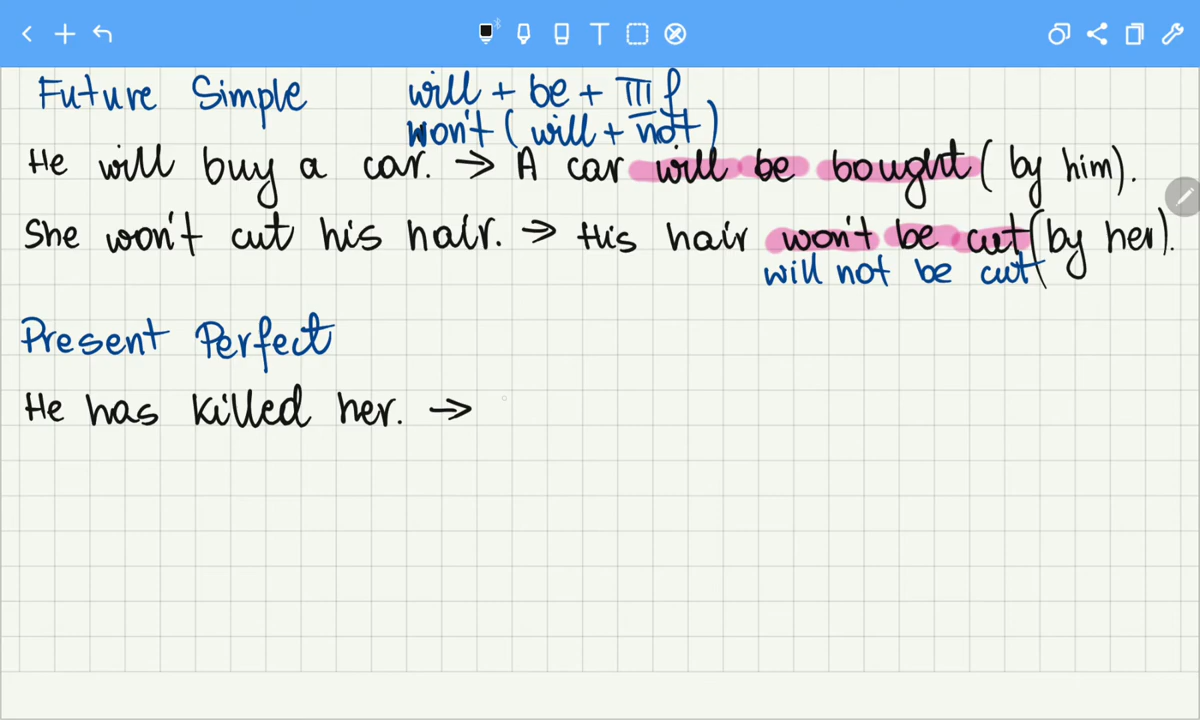 Future Simple will + be + III f
won't (will + not)
He will buy a car. → A car will be bought (by him).
She won't cut his hair. → His hair won't be cut (by her).
will not be cut
Present Perfect
He has killed her. →